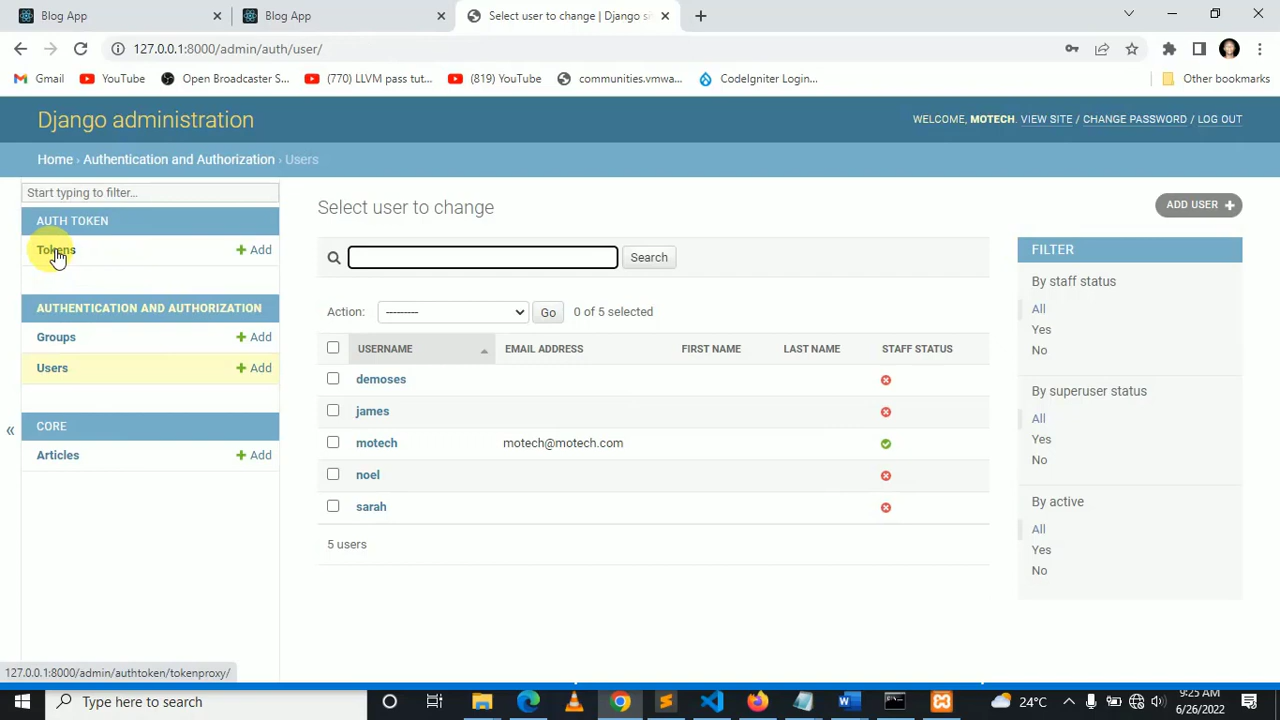 Blog App
Blog App
Select user to change | Django s
127.0.0.1:8000/admin/auth/user/
Gmail
YouTube
Open Broadcaster S...
(770) LLVM pass tut...
(819) YouTube
communities.vmwa...
CodeIgniter Login...
Other bookmarks
Django administration
WELCOME, MOTECH. VIEW SITE / CHANGE PASSWORD / LOG OUT
Home › Authentication and Authorization › Users
Start typing to filter...
AUTH TOKEN
Tokens
+ Add
AUTHENTICATION AND AUTHORIZATION
Groups
+ Add
Users
+ Add
CORE
Articles
+ Add
«
Select user to change
ADD USER +
Search
Action:
---------
Go
0 of 5 selected
USERNAME EMAIL ADDRESS FIRST NAME LAST NAME STAFF STATUS
demoses
james
motech motech@motech.com
noel
sarah
5 users
FILTER
By staff status
All
Yes
No
By superuser status
All
Yes
No
By active
All
Yes
No
127.0.0.1:8000/admin/authtoken/tokenproxy/
Type here to search
24°C
9:25 AM
6/26/2022